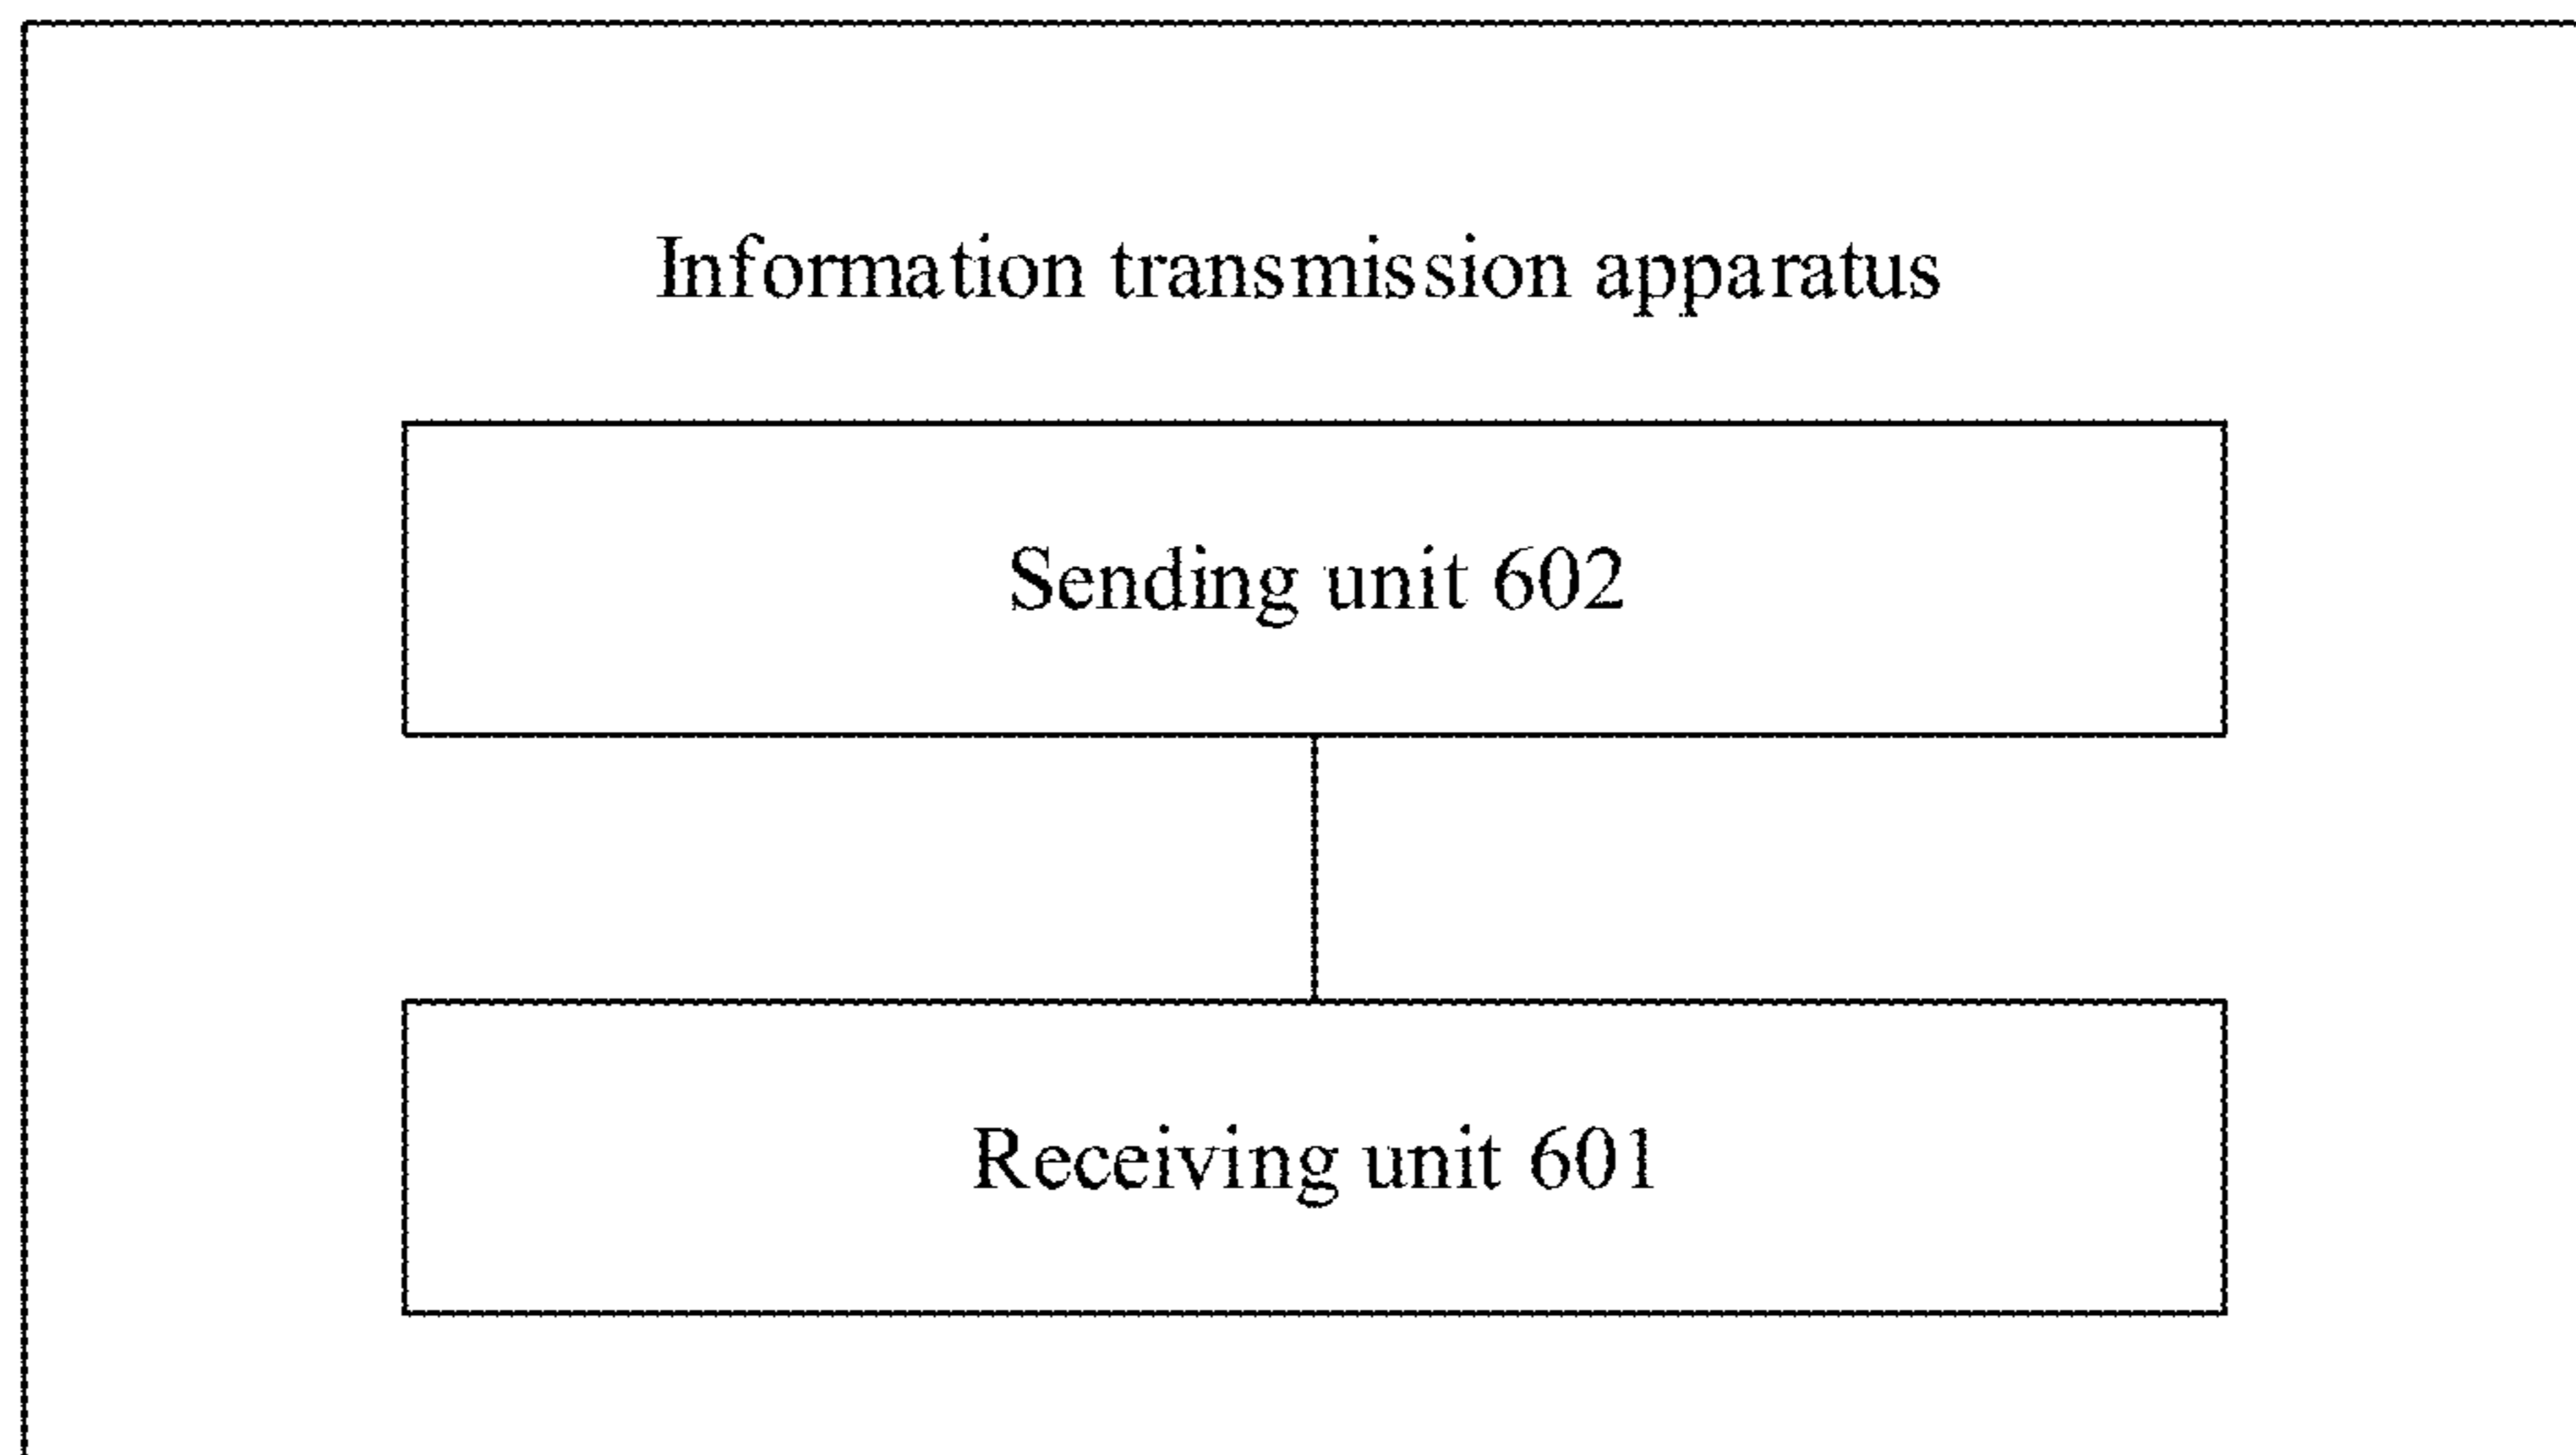 Information transmission apparatus
Sending unit 602
Receiving unit 601